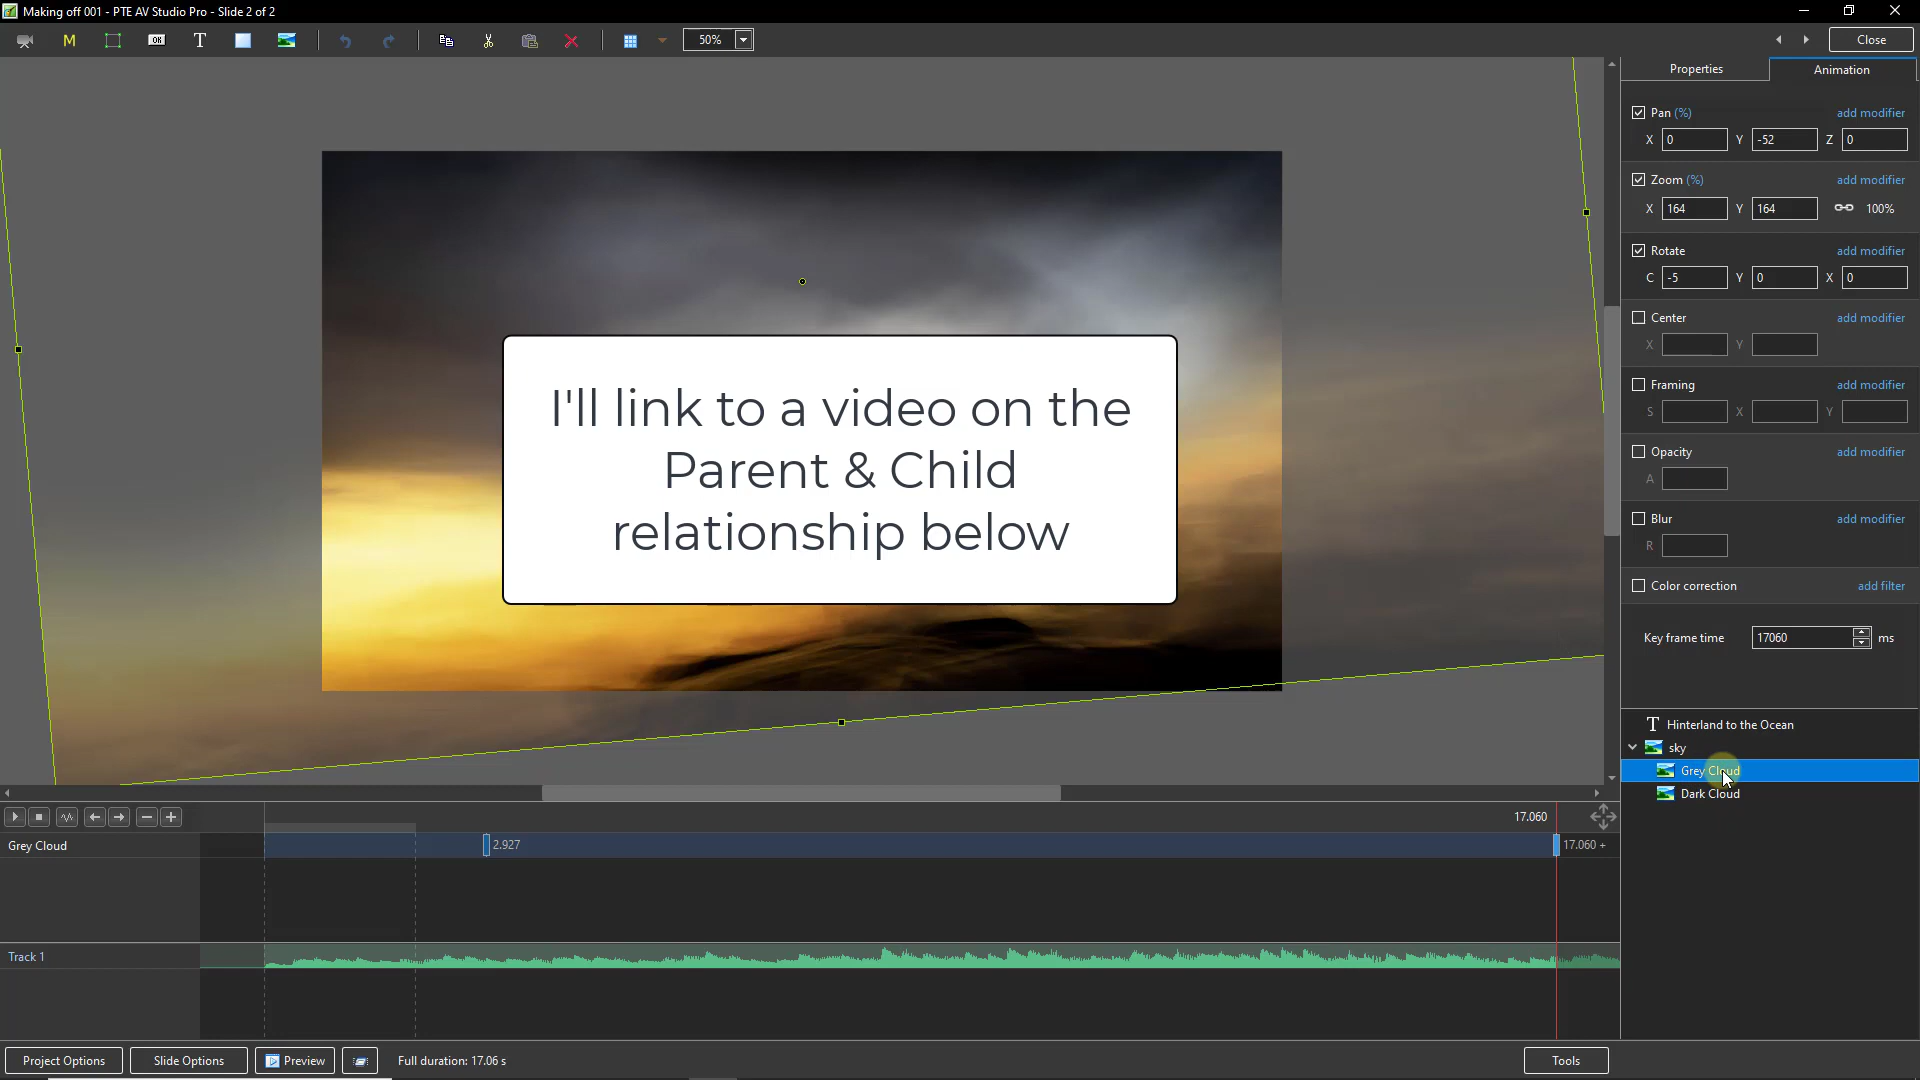 Making off 001 - PTE AV Studio Pro - Slide 2 of 2
M
OK
T
50%
Close
Properties
Animation
Pan (%)
add modifier
X 0 Y -52 Z 0
Zoom (%)
add modifier
X 164 Y 164 100%
Rotate
add modifier
C -5 Y 0 X 0
Center
add modifier
X Y
Framing
add modifier
S X Y
Opacity
add modifier
A
Blur
add modifier
R
Color correction
add filter
Key frame time 17060 ms
I'll link to a video on the
Parent & Child
relationship below
T Hinterland to the Ocean
sky
Grey Cloud
Dark Cloud
17.060
Grey Cloud
2.927
17.060 +
Track 1
Project Options
Slide Options
Preview
Full duration: 17.06 s
Tools